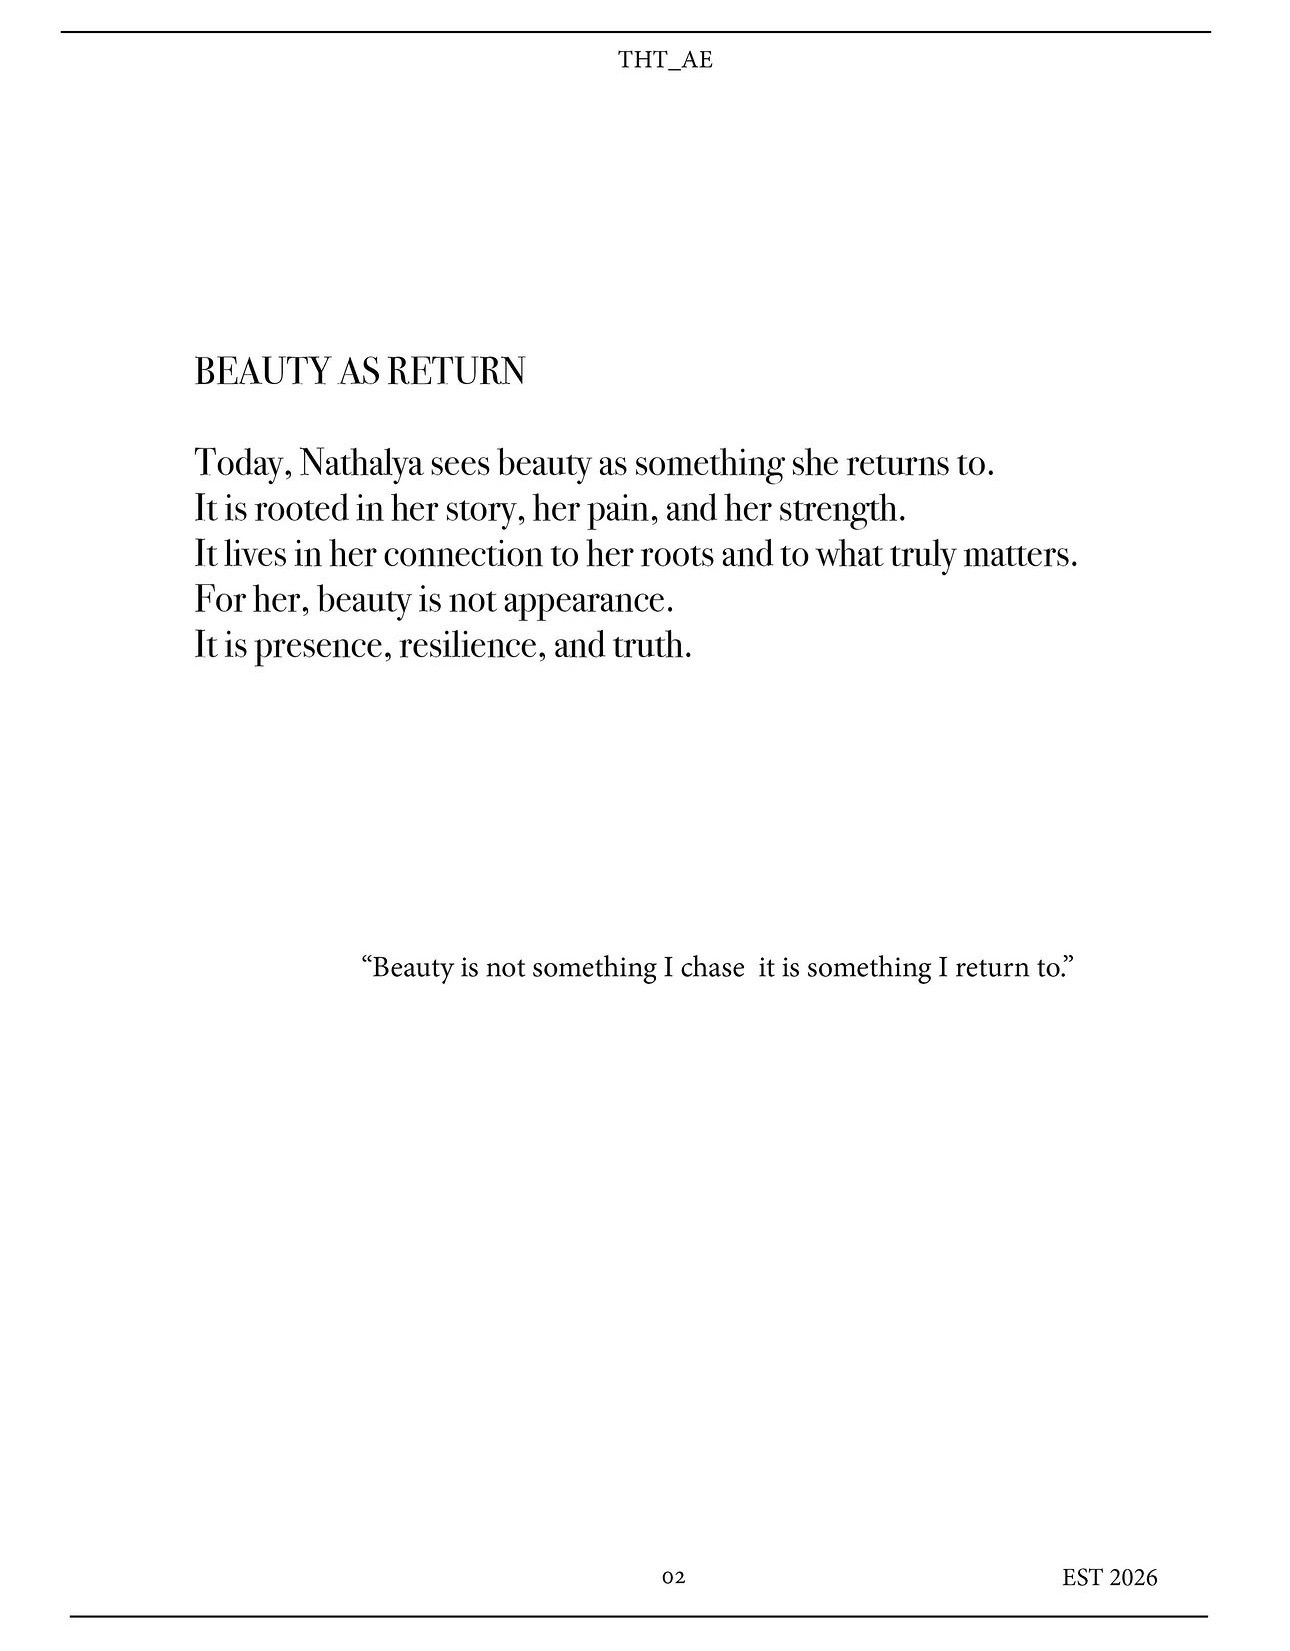 THT_AE
BEAUTY AS RETURN
Today, Nathalya sees beauty as something she returns to.
It is rooted in her story, her pain, and her strength.
It lives in her connection to her roots and to what truly matters.
For her, beauty is not appearance.
It is presence, resilience, and truth.
“Beauty is not something I chase  it is something I return to.”
02
EST 2026